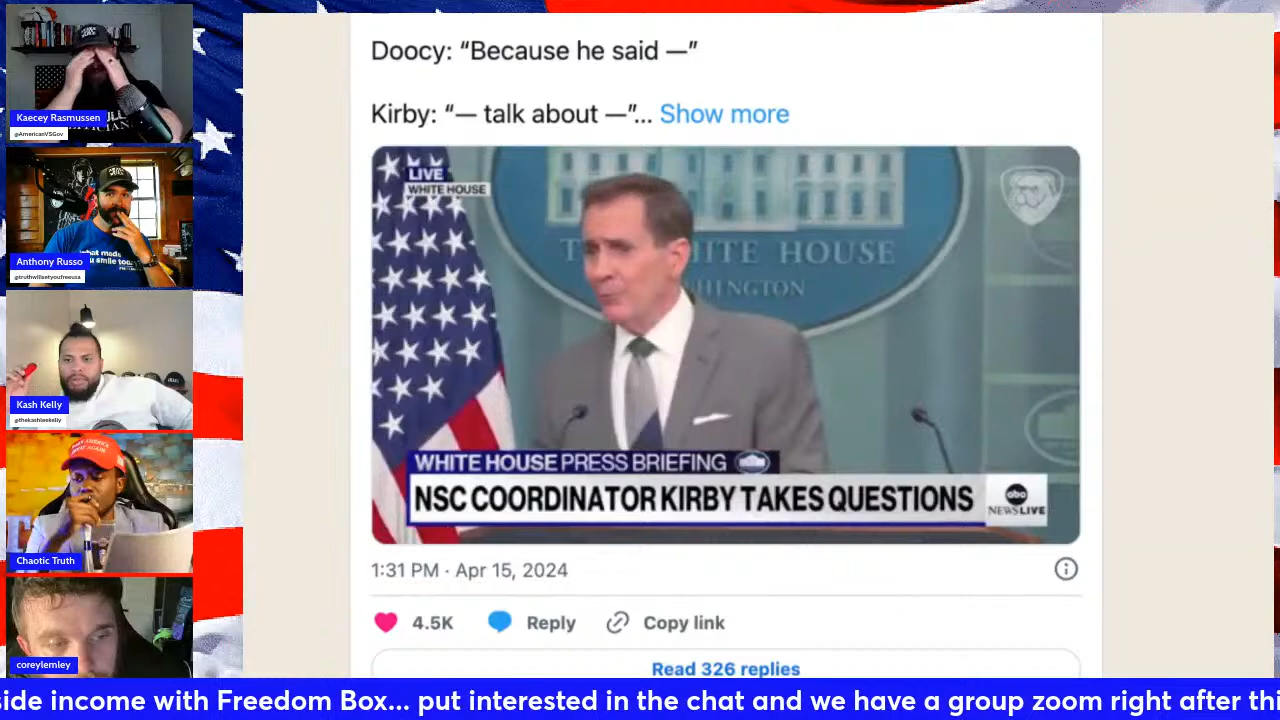 Kaecey Rasmussen
@AmericanVSGov
Anthony Russo
@truthwillsetyoufreeusa
Kash Kelly
@thekashleekelly
Chaotic Truth
coreylemley
Doocy: “Because he said —”
Kirby: “— talk about —”... Show more
LIVE
WHITE HOUSE
WHITE HOUSE PRESS BRIEFING
NSC COORDINATOR KIRBY TAKES QUESTIONS
abc
NEWS LIVE
1:31 PM · Apr 15, 2024
4.5K
Reply
Copy link
Read 326 replies
side income with Freedom Box... put interested in the chat and we have a group zoom right after thi